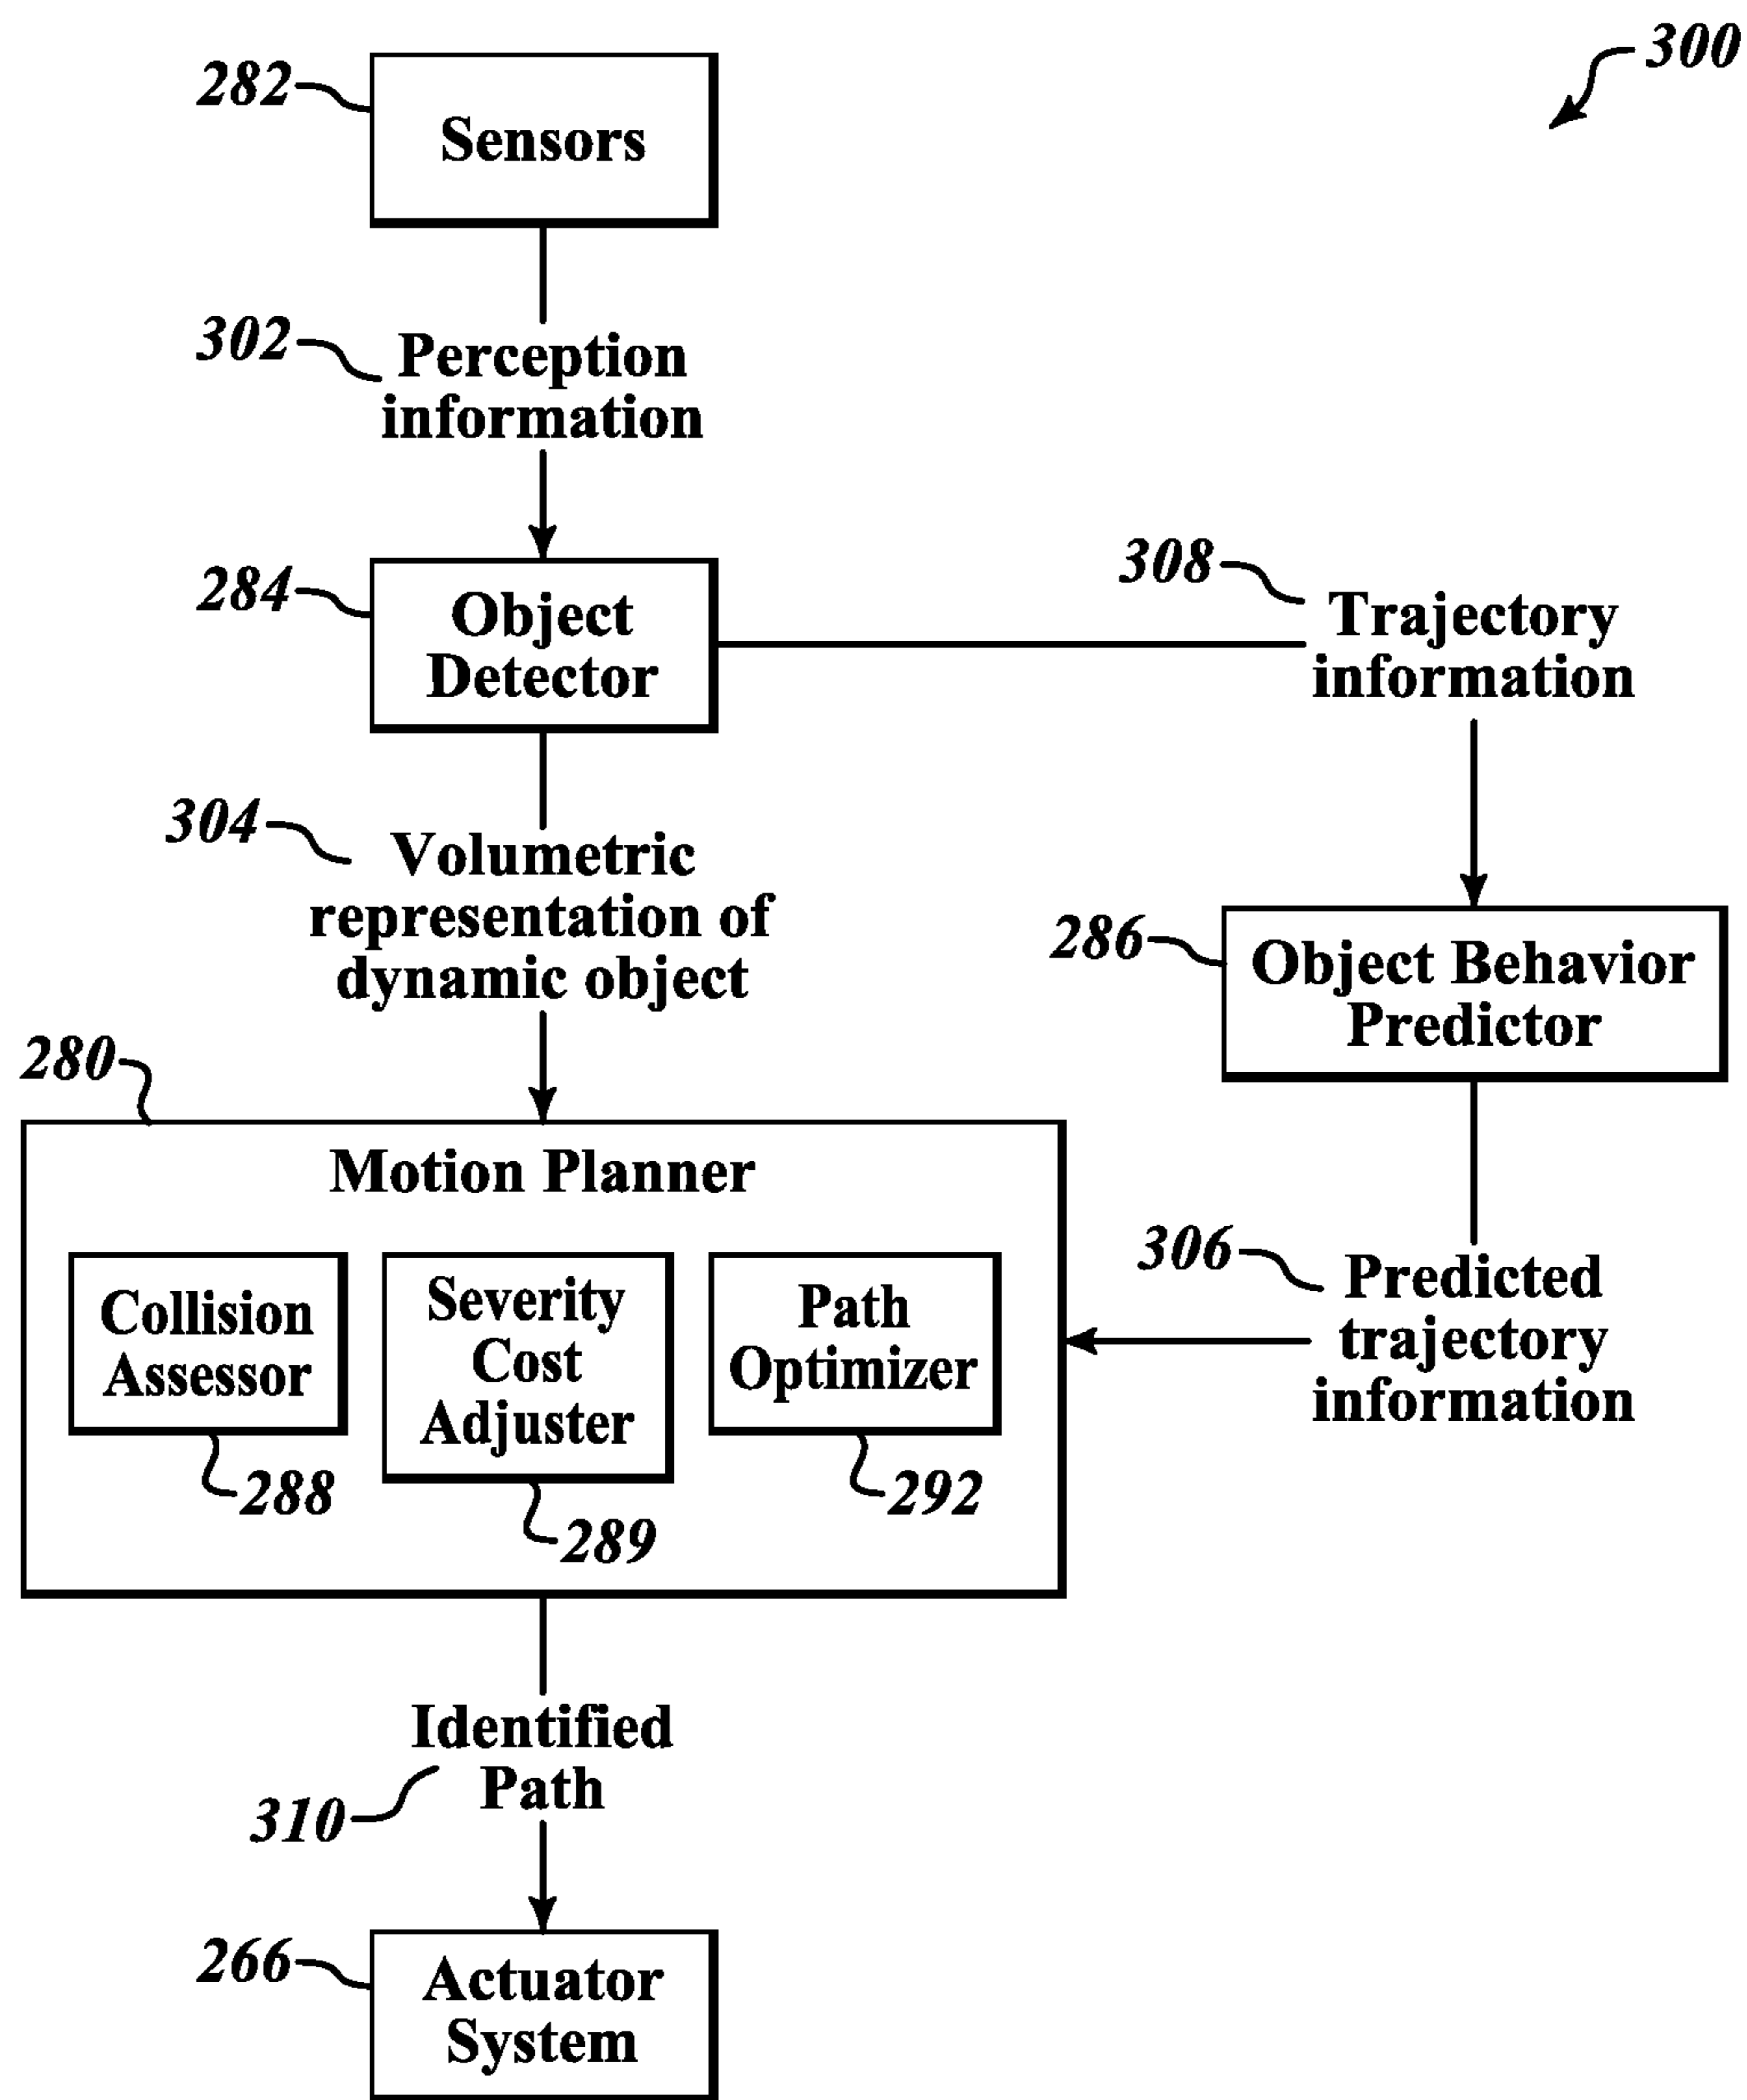 300
282
Sensors
302
Perception
information
284
Object
Detector
308
Trajectory
information
304
Volumetric
representation of
dynamic object
286
Object Behavior
Predictor
280
Motion Planner
Collision
Assessor
288
Severity
Cost
Adjuster
289
Path
Optimizer
292
306
Predicted
trajectory
information
Identified
Path
310
266
Actuator
System